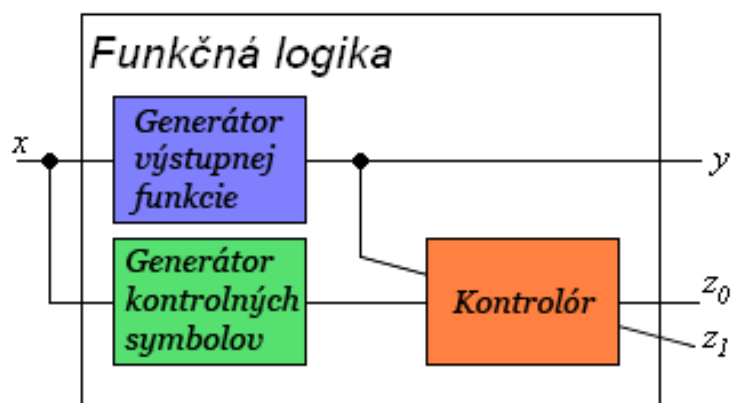 Funkčná logika
x
Generátor
výstupnej
funkcie
y
Generátor
kontrolných
symbolov
Kontrolór
z0
z1